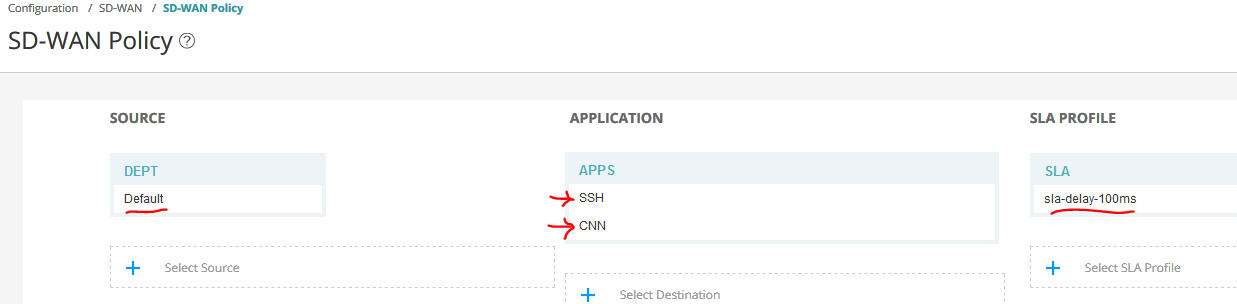 Configuration / SD-WAN / SD-WAN Policy
SD-WAN Policy ?
SOURCE APPLICATION SLA PROFILE
DEPT APPS SLA
Default SSH sla-delay-100ms
CNN
+ Select Source + Select SLA Profile
+ Select Destination